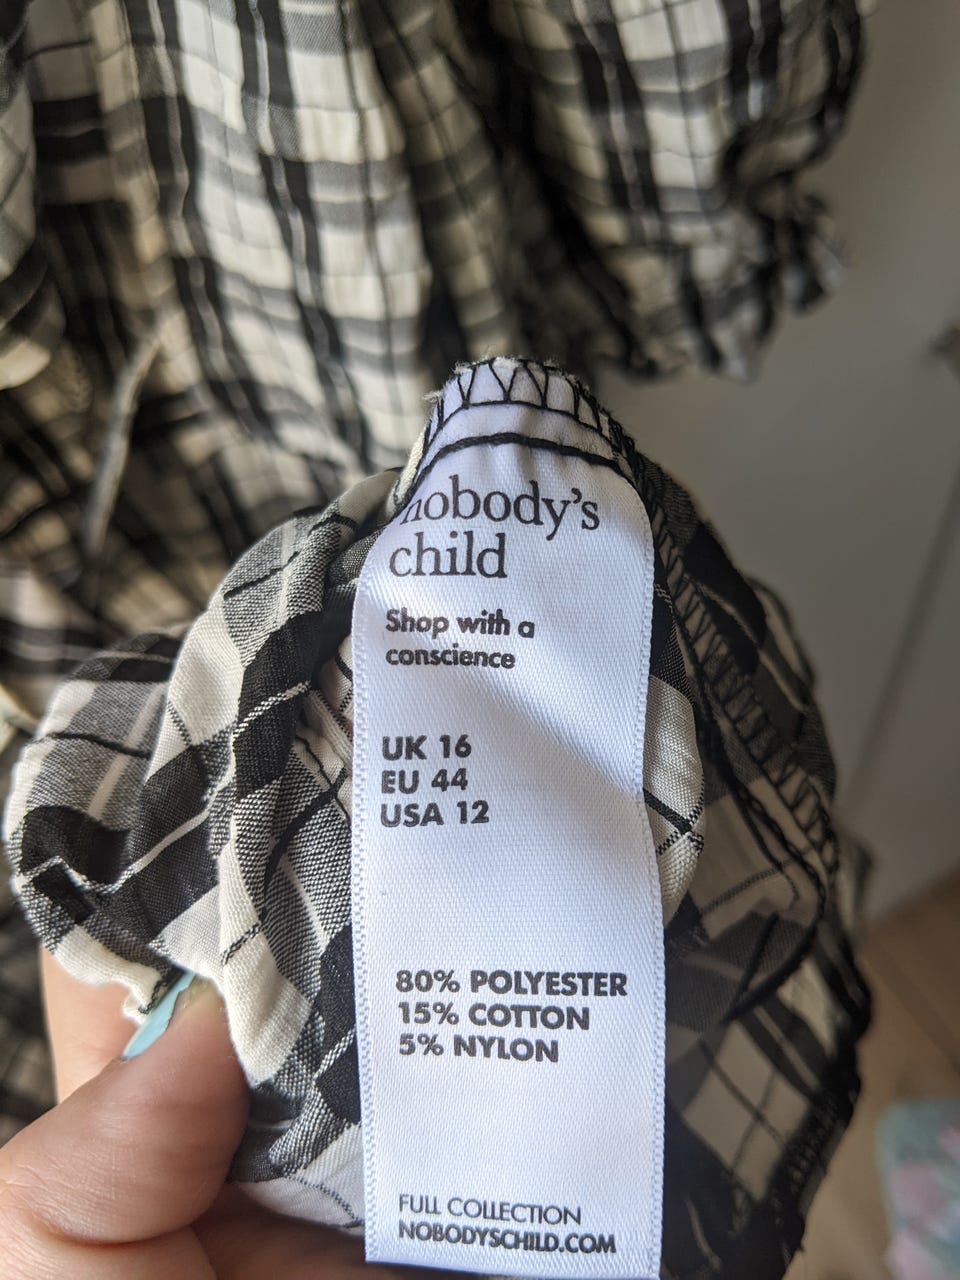 nobody's
child
Shop with a
conscience
UK 16
EU 44
USA 12
80% POLYESTER
15% COTTON
5% NYLON
FULL COLLECTION
NOBODYSCHILD.COM